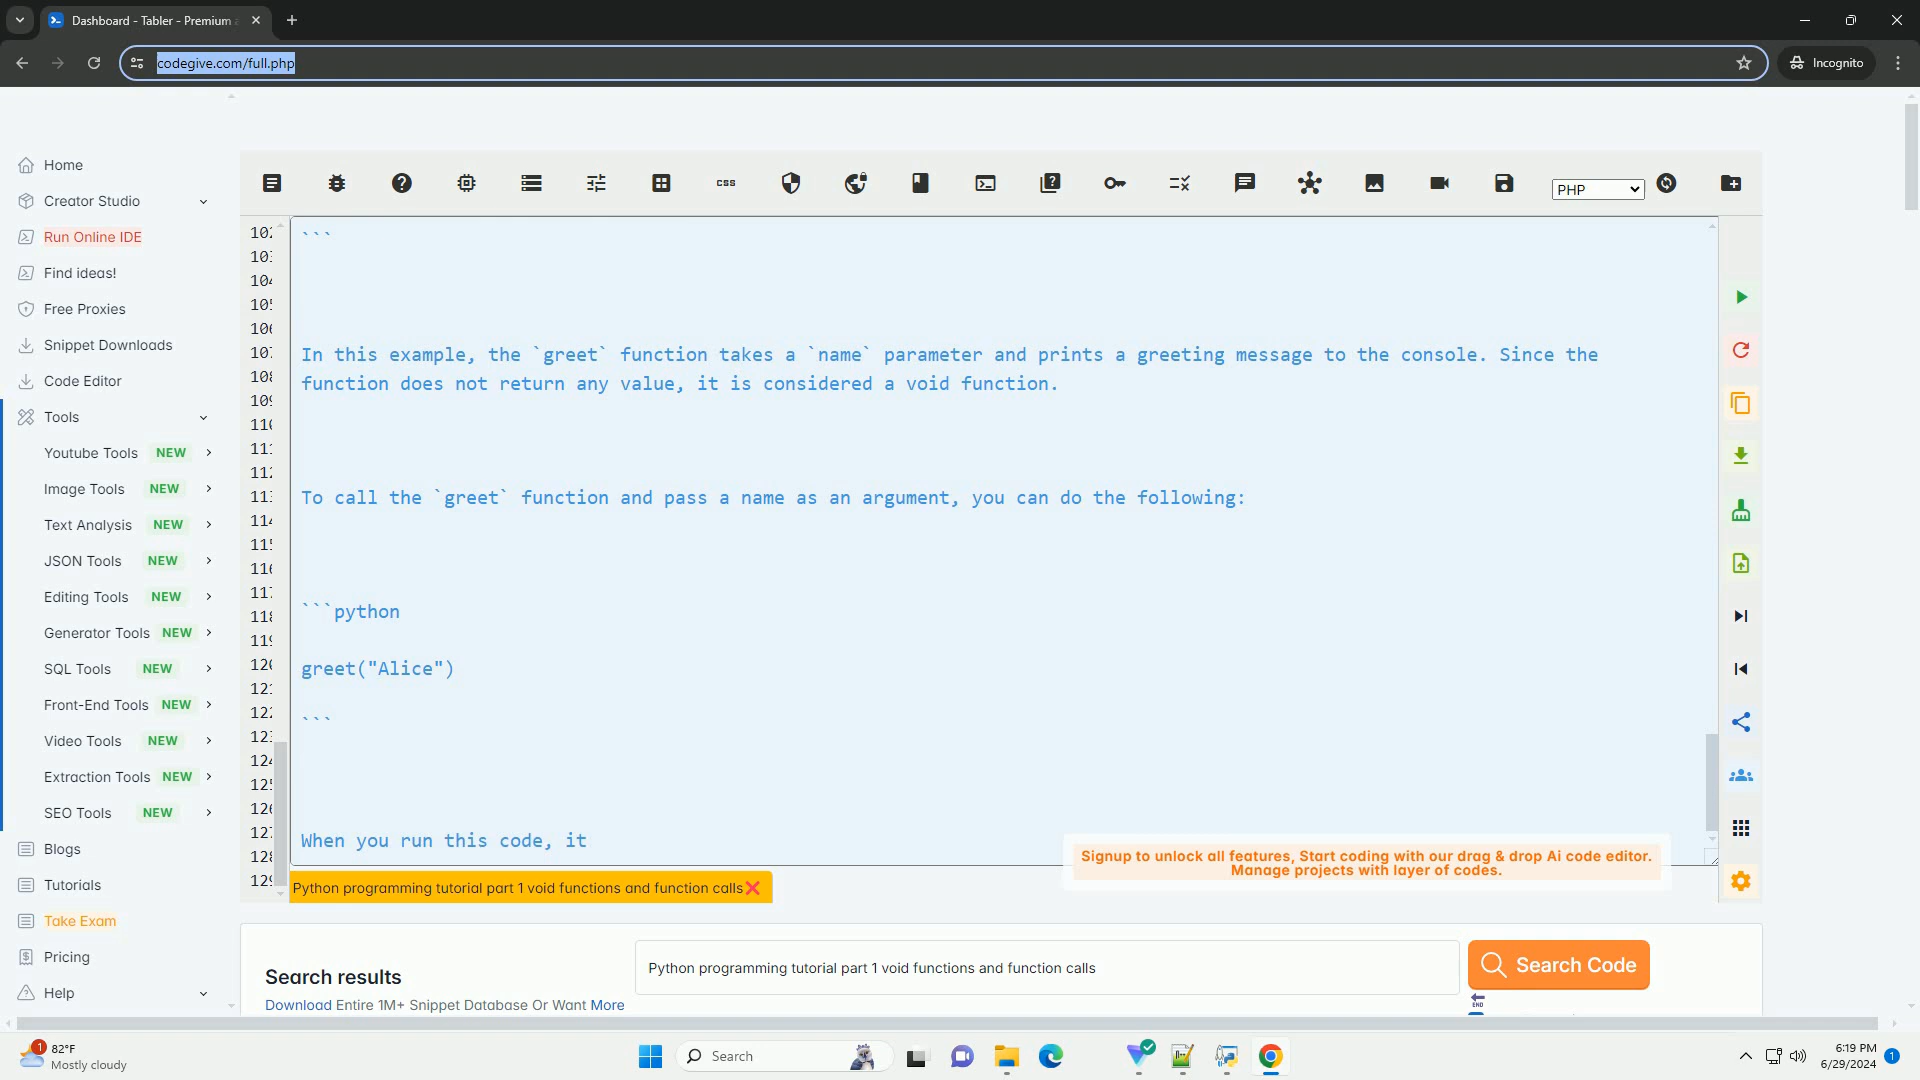 Dashboard - Tabler - Premium
codegive.com/full.php
Incognito
Home
Creator Studio
Run Online IDE
Find ideas!
Free Proxies
Snippet Downloads
Code Editor
Tools
Youtube Tools NEW
Image Tools NEW
Text Analysis NEW
JSON Tools NEW
Editing Tools NEW
Generator Tools NEW
SQL Tools NEW
Front-End Tools NEW
Video Tools NEW
Extraction Tools NEW
SEO Tools NEW
Blogs
Tutorials
Take Exam
Pricing
Help
css
PHP
```
In this example, the `greet` function takes a `name` parameter and prints a greeting message to the console. Since the
function does not return any value, it is considered a void function.
To call the `greet` function and pass a name as an argument, you can do the following:
```python
greet("Alice")
```
When you run this code, it
Signup to unlock all features, Start coding with our drag & drop Ai code editor.
Manage projects with layer of codes.
Python programming tutorial part 1 void functions and function calls
Search results
Download Entire 1M+ Snippet Database Or Want More
Python programming tutorial part 1 void functions and function calls
Search Code
END
1
82°F
Mostly cloudy
Search
6:19 PM
6/29/2024
1